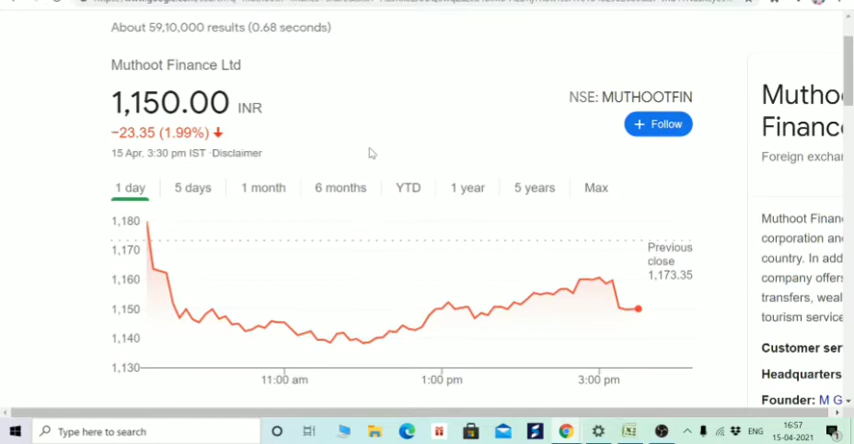 About 59,10,000 results (0.68 seconds)
Muthoot Finance Ltd
1,150.00 INR
−23.35 (1.99%)
15 Apr, 3:30 pm IST · Disclaimer
NSE: MUTHOOTFIN
+ Follow
1 day 5 days 1 month 6 months YTD 1 year 5 years Max
1,180
1,170
1,160
1,150
1,140
1,130
Previous
close
1,173.35
11:00 am 1:00 pm 3:00 pm
Mutho
Finance
Foreign exchar
Muthoot Finan
corporation an
country. In add
company offers
transfers, weal
tourism service
Customer ser
Headquarters
Founder: M G
Type here to search
ENG
16:57
15-04-2021